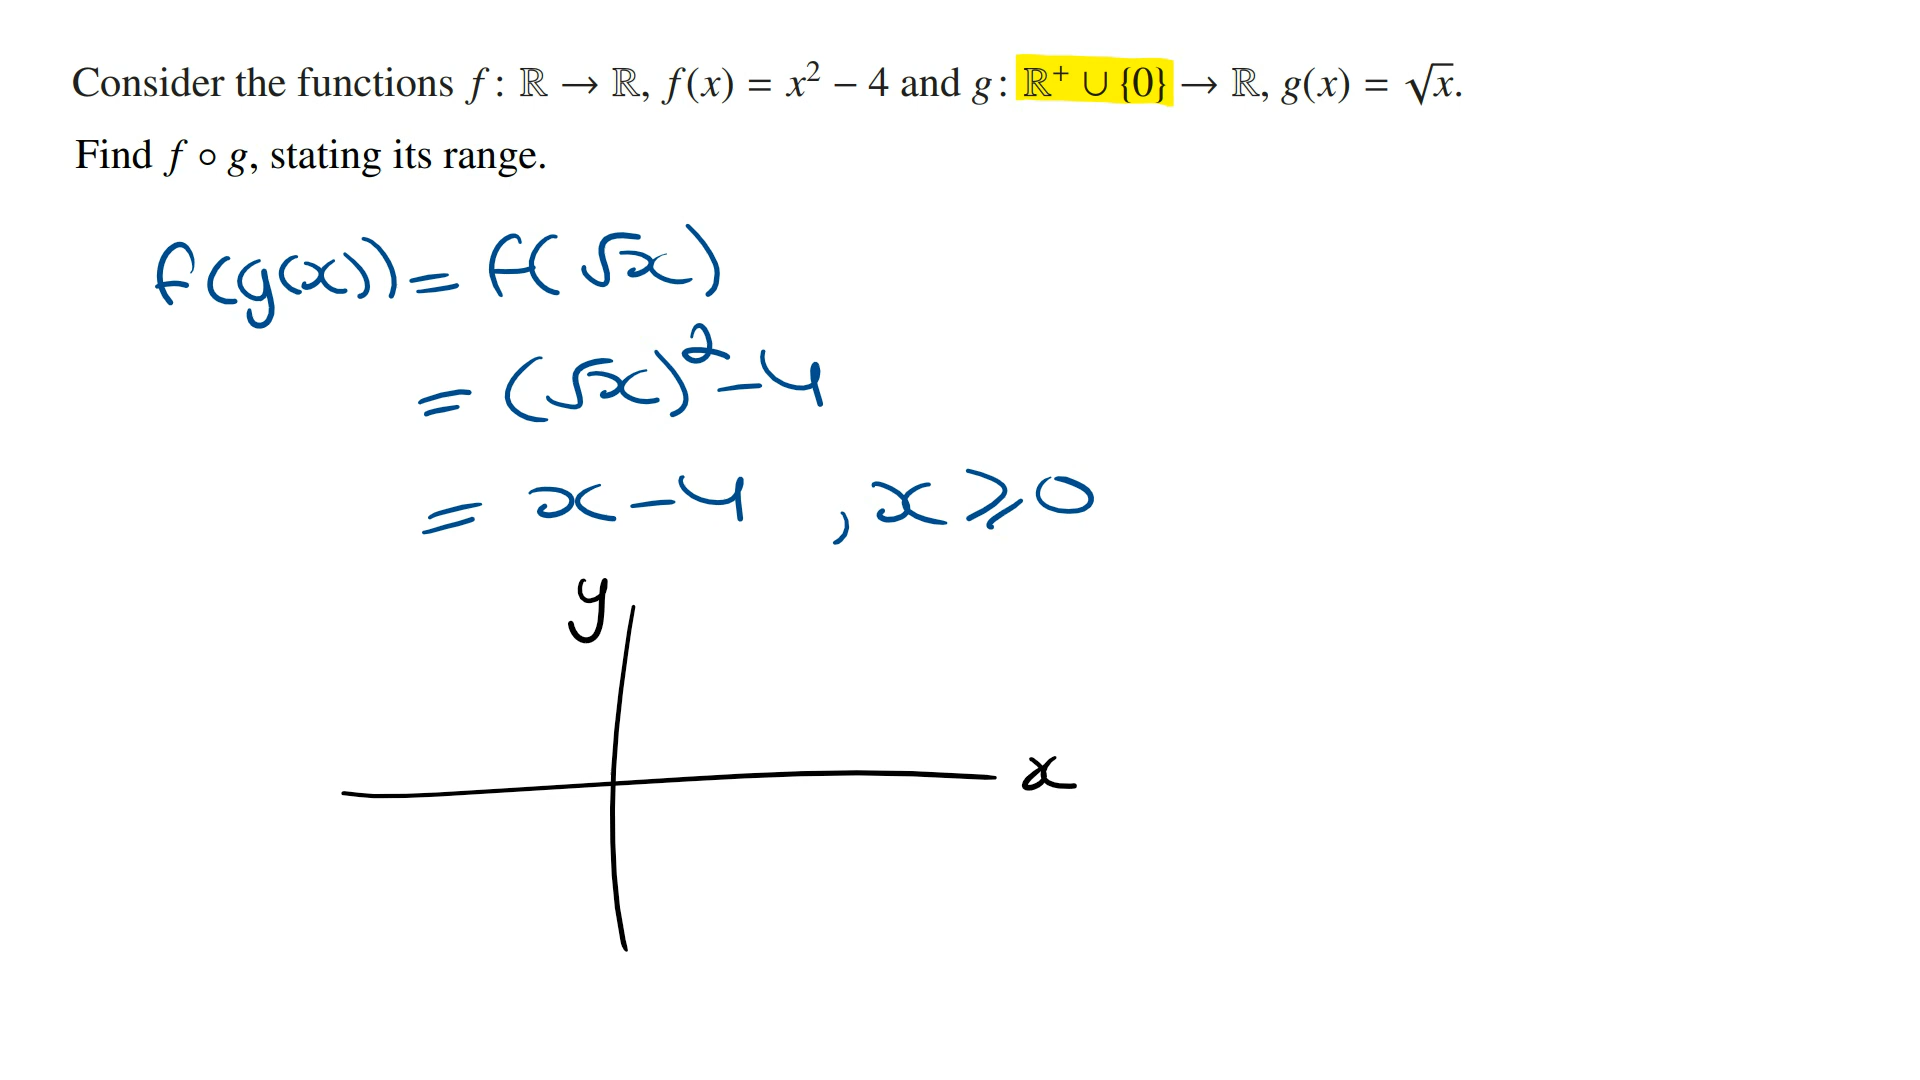 Consider the functions f : ℝ → ℝ, f(x) = x² − 4 and g : ℝ⁺ ∪ {0} → ℝ, g(x) = √x.
Find f ∘ g, stating its range.
f(g(x)) = f(√x)
= (√x)² − 4
= x − 4 , x ⩾ 0
y
x